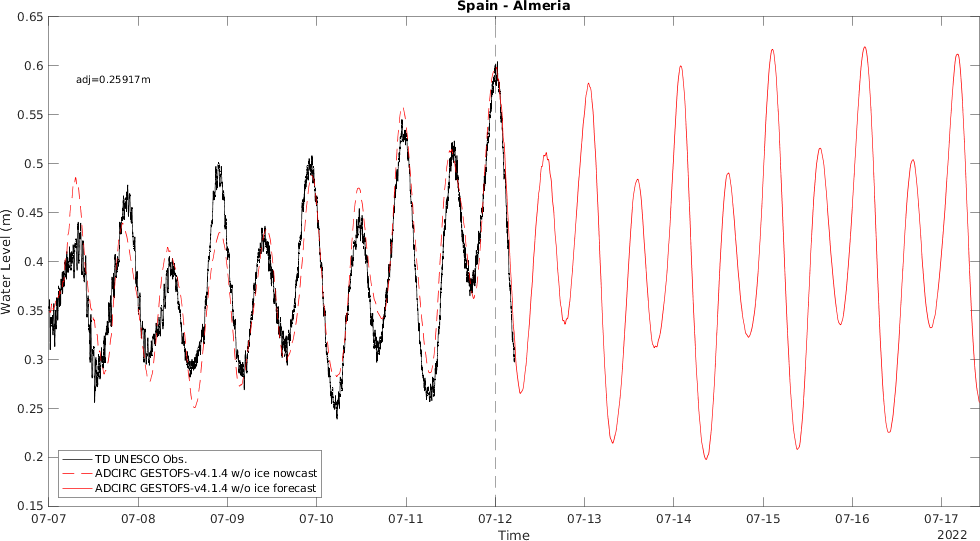 Spain - Almeria
0.65
0.6
0.55
0.5
0.45
0.4
0.35
0.3
0.25
0.2
0.15
Water Level (m)
adj=0.25917m
TD UNESCO Obs.
ADCIRC GESTOFS-v4.1.4 w/o ice nowcast
ADCIRC GESTOFS-v4.1.4 w/o ice forecast
07-07 07-08 07-09 07-10 07-11 07-12 07-13 07-14 07-15 07-16 07-17
Time
2022